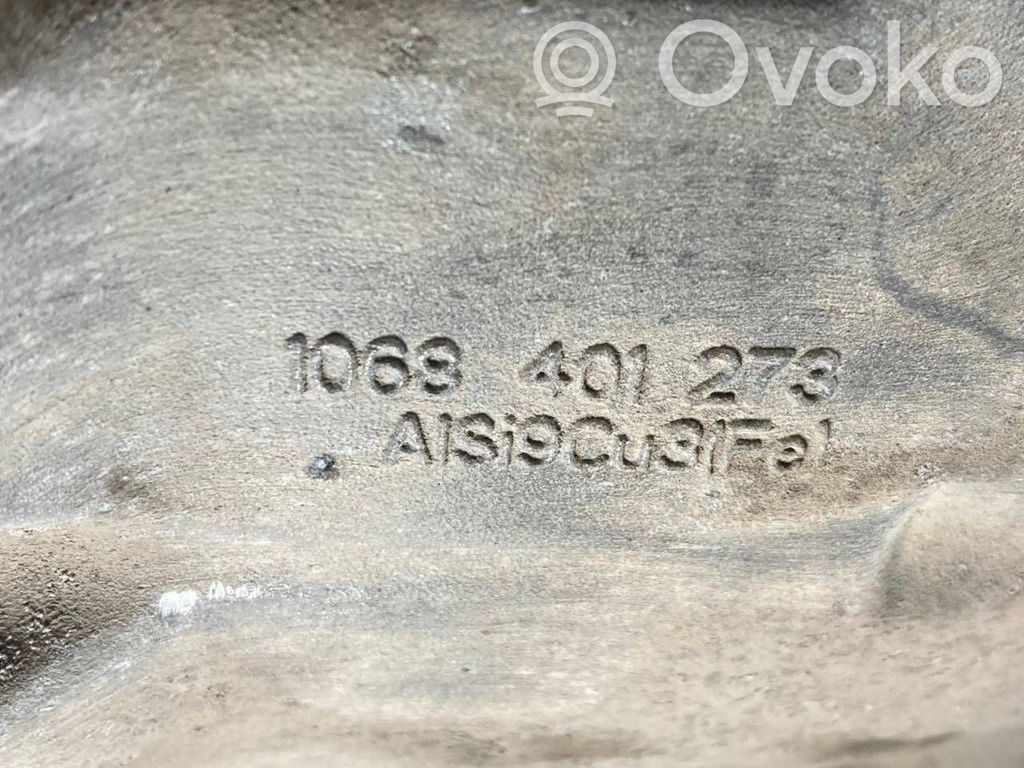 Ovoko
1068 401 273
AlSi9Cu3(Fe)